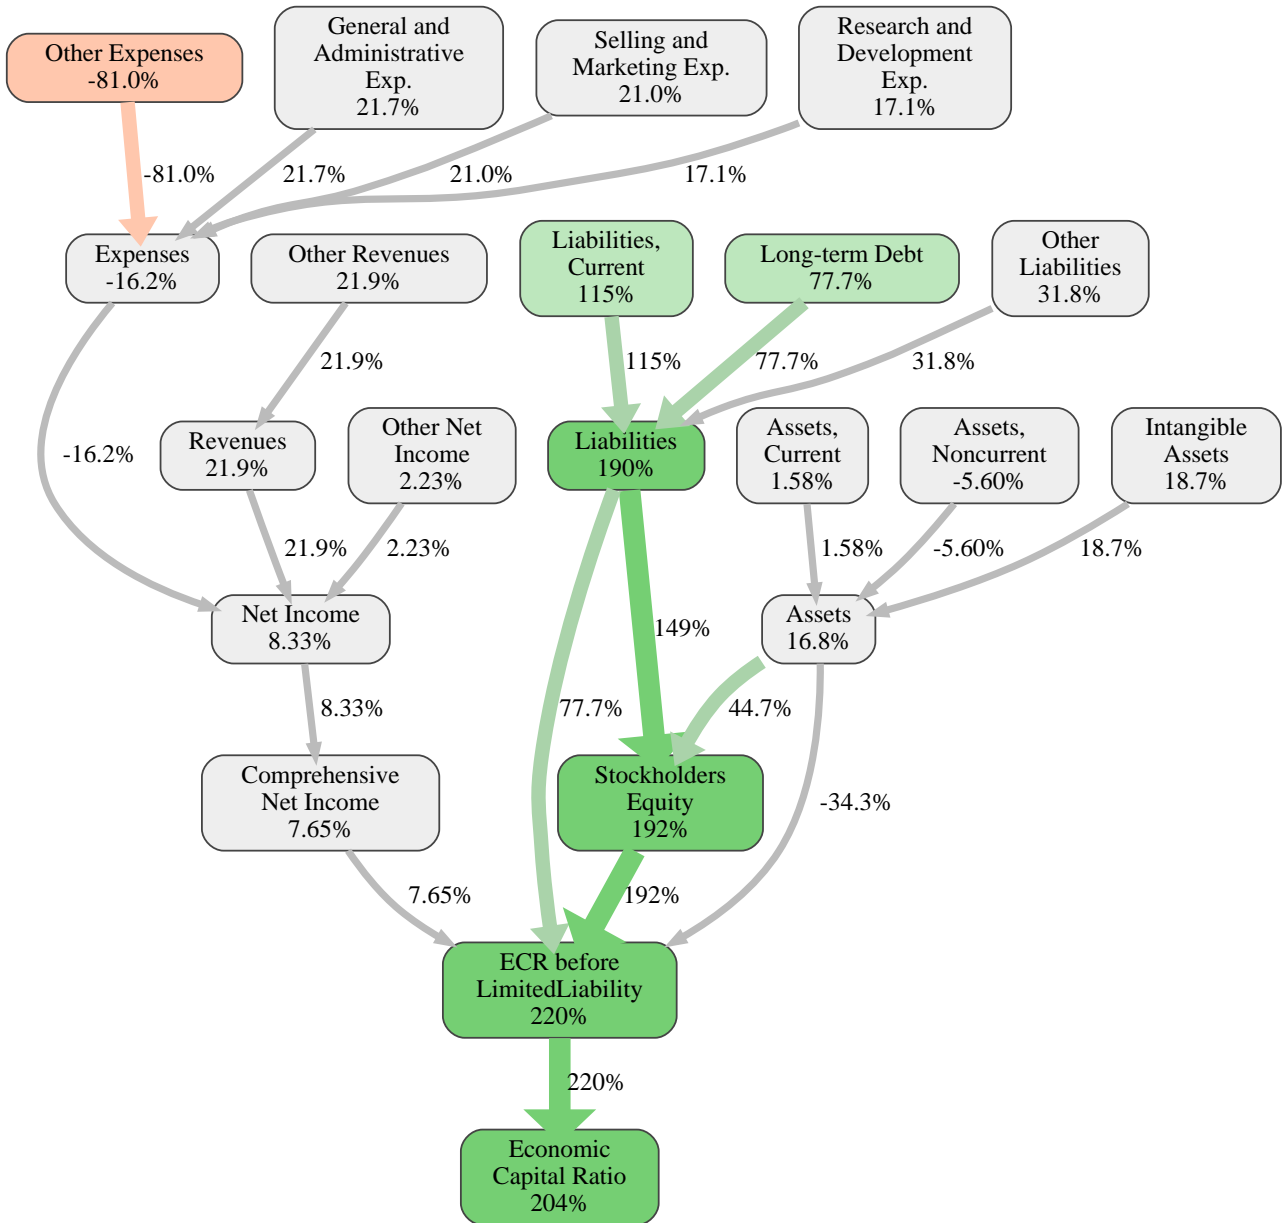 Other Expenses
-81.0%
General and
Administrative
Exp.
21.7%
Selling and
Marketing Exp.
21.0%
Research and
Development
Exp.
17.1%
-81.0%
21.7%
21.0%
17.1%
Expenses
-16.2%
Other Revenues
21.9%
Liabilities,
Current
115%
Long-term Debt
77.7%
Other
Liabilities
31.8%
21.9%
115%
77.7%
31.8%
-16.2%
Revenues
21.9%
Other Net
Income
2.23%
Liabilities
190%
Assets,
Current
1.58%
Assets,
Noncurrent
-5.60%
Intangible
Assets
18.7%
21.9%
2.23%
1.58%
-5.60%
18.7%
Net Income
8.33%
149%
Assets
16.8%
8.33%
77.7%
44.7%
Comprehensive
Net Income
7.65%
Stockholders
Equity
192%
-34.3%
7.65%
192%
ECR before
LimitedLiability
220%
220%
Economic
Capital Ratio
204%